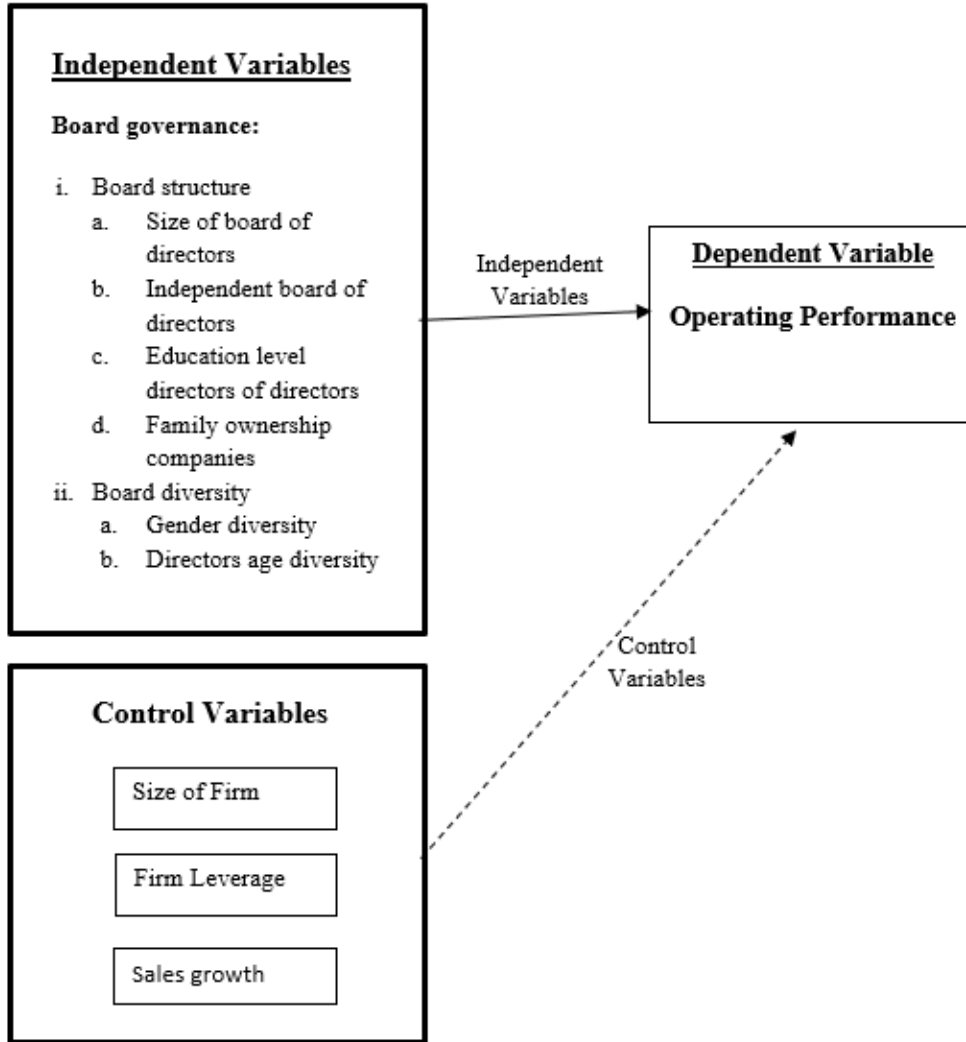 Independent Variables
Board governance:
i. Board structure
a. Size of board of
directors
b. Independent board of
directors
c. Education level
directors of directors
d. Family ownership
companies
ii. Board diversity
a. Gender diversity
b. Directors age diversity
Independent
Variables
Dependent Variable
Operating Performance
Control
Variables
Control Variables
Size of Firm
Firm Leverage
Sales growth